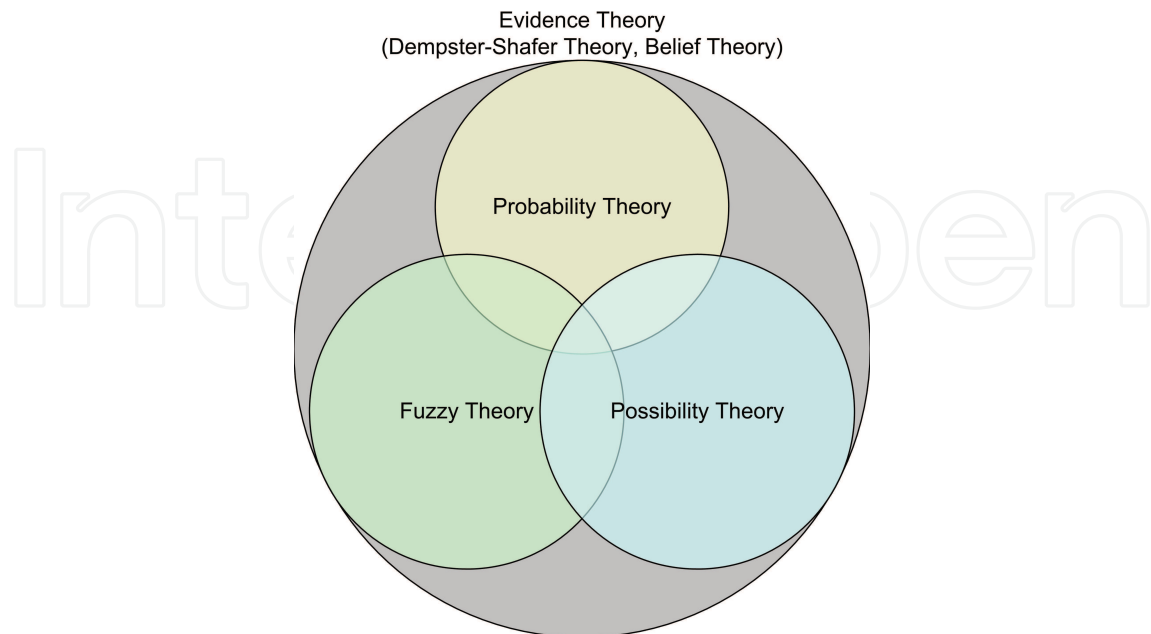 Evidence Theory
(Dempster-Shafer Theory, Belief Theory)
Probability Theory
Fuzzy Theory
Possibility Theory